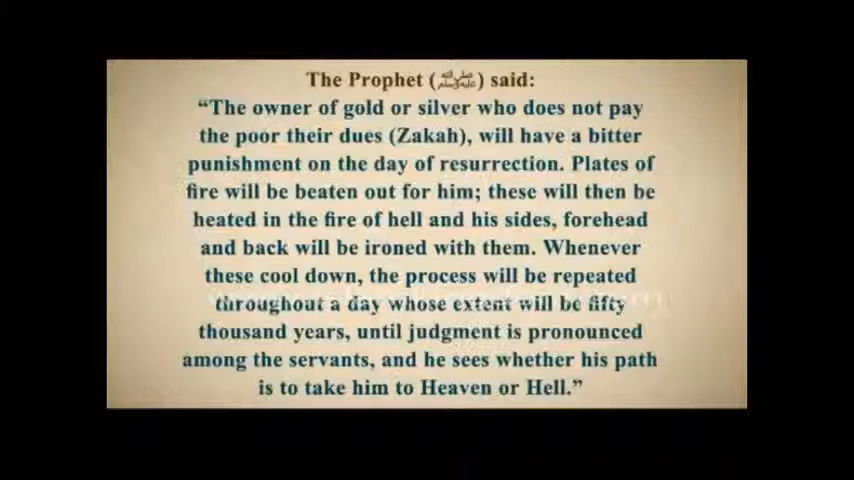 The Prophet (ﷺ) said:
“The owner of gold or silver who does not pay
the poor their dues (Zakah), will have a bitter
punishment on the day of resurrection. Plates of
fire will be beaten out for him; these will then be
heated in the fire of hell and his sides, forehead
and back will be ironed with them. Whenever
these cool down, the process will be repeated
throughout a day whose extent will be fifty
thousand years, until judgment is pronounced
among the servants, and he sees whether his path
is to take him to Heaven or Hell.”